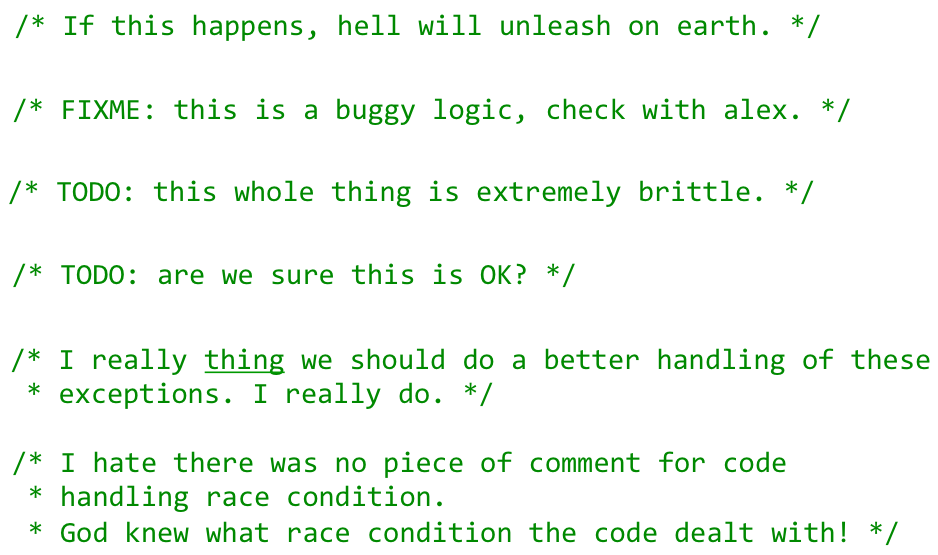 /* If this happens, hell will unleash on earth. */
/* FIXME: this is a buggy logic, check with alex. */
/* TODO: this whole thing is extremely brittle. */
/* TODO: are we sure this is OK? */
/* I really thing we should do a better handling of these
* exceptions. I really do. */
/* I hate there was no piece of comment for code
* handling race condition.
* God knew what race condition the code dealt with! */